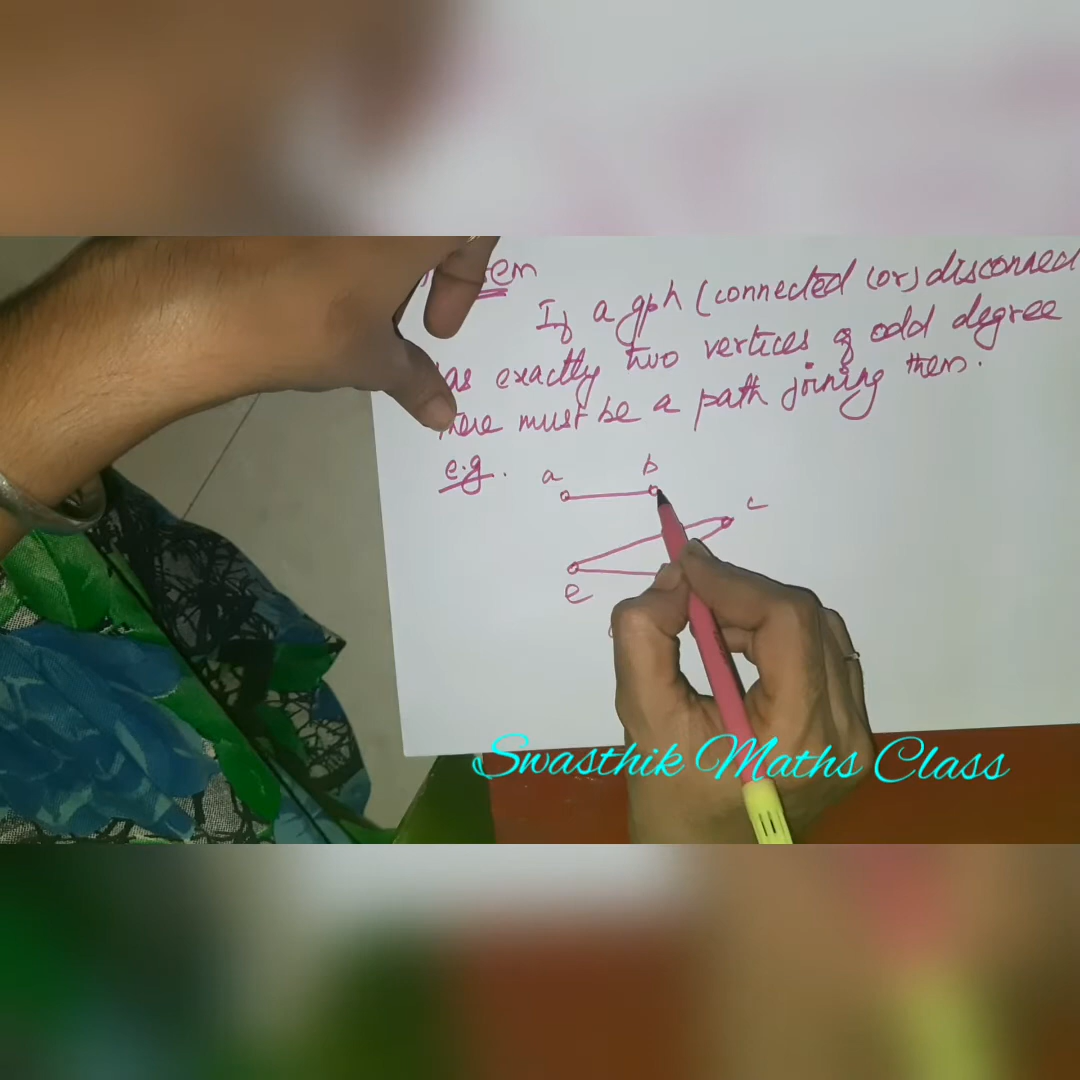 If a gph (connected (or) disconned
has exactly two vertices of odd degree
there must be a path joining them.
e.g. a b
c
e
Swasthik Maths Class